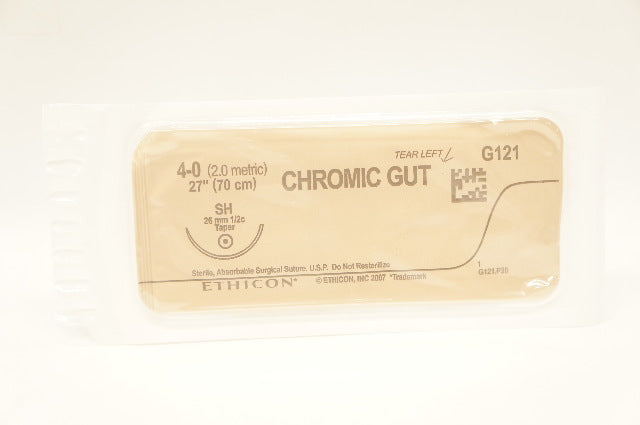 4-0 (2.0 metric)
27" (70 cm)
CHROMIC GUT
TEAR LEFT
G121
SH
26 mm 1/2c
Taper
Sterile, Absorbable Surgical Suture. U.S.P. Do Not Resterilize
ETHICON* © ETHICON, INC 2007 *Trademark
1
G121.P30